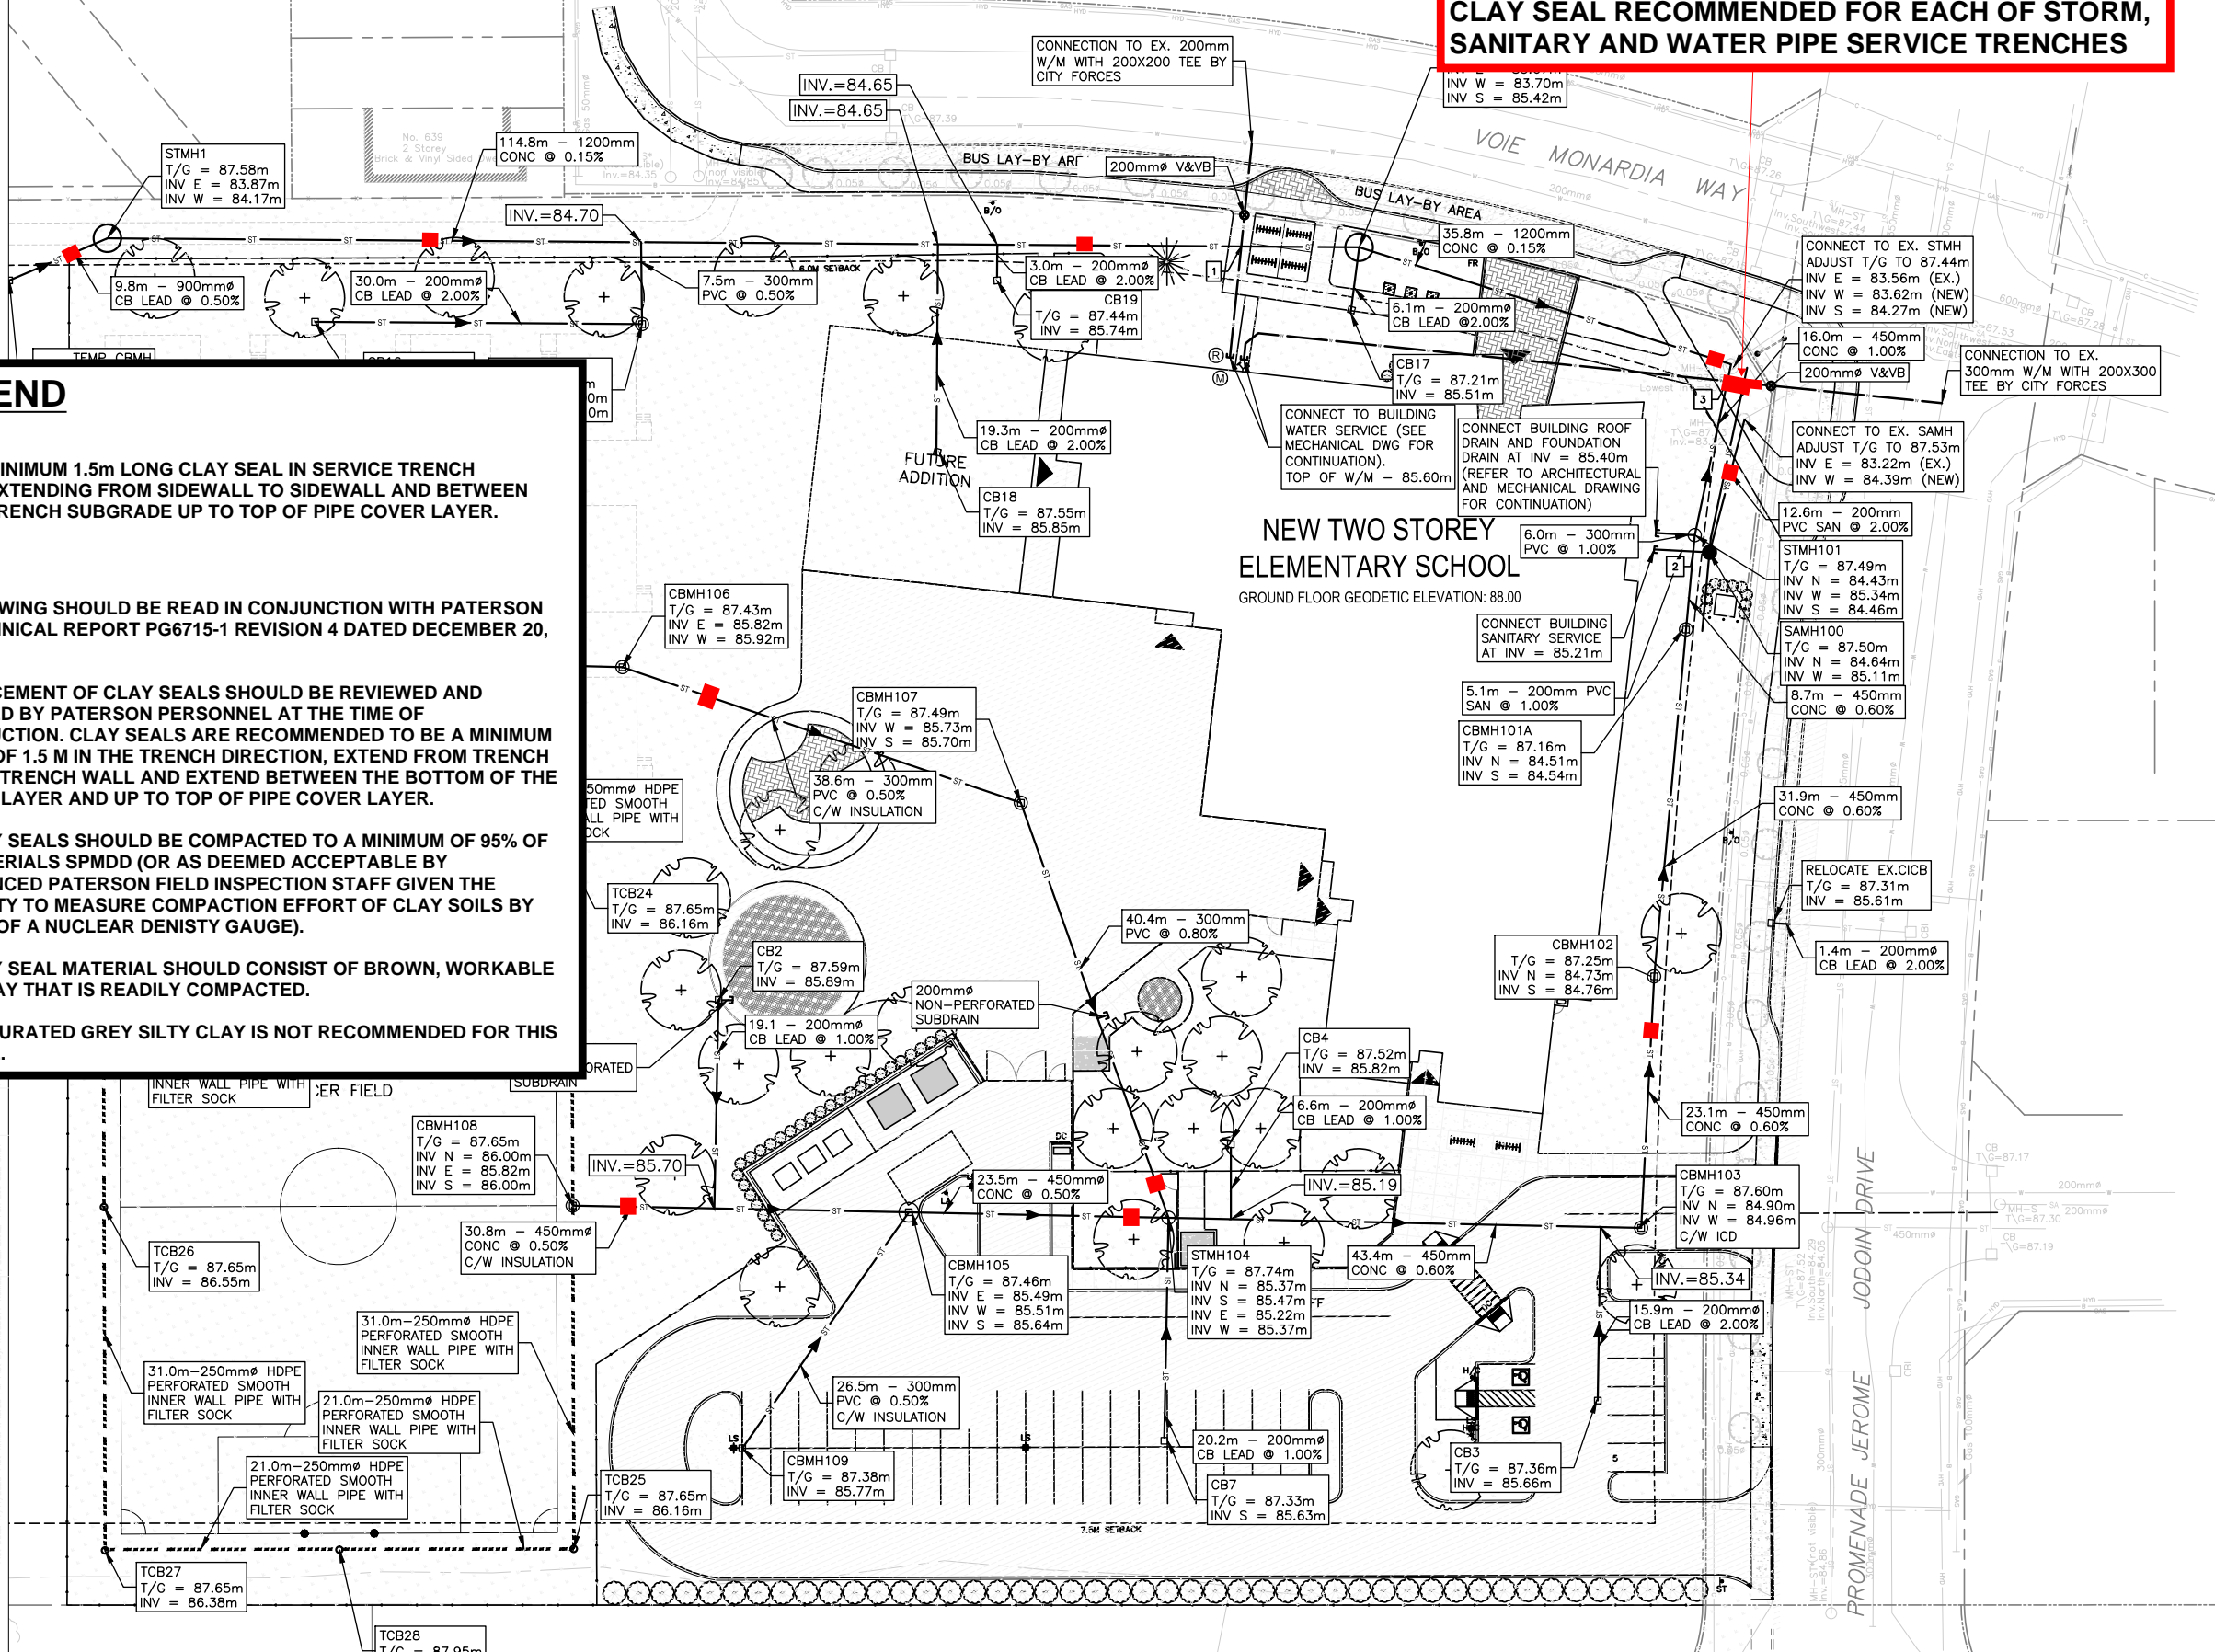 CLAY SEAL RECOMMENDED FOR EACH OF STORM,
SANITARY AND WATER PIPE SERVICE TRENCHES
INV W = 83.70m
INV S = 85.42m
CONNECTION TO EX. 200mm
W/M WITH 200X200 TEE BY
CITY FORCES
INV.=84.65
INV.=84.65
No. 639
2 Storey
114.8m - 1200mm
CONC @ 0.15%
STMH1
T/G = 87.58m
INV E = 83.87m
INV W = 84.17m
BUS LAY-BY
200mmø V&VB
BUS LAY-BY AREA
VOIE MONARDIA WAY
INV.=84.70
B/O
35.8m - 1200mm
CONC @ 0.15%
CONNECT TO EX. STMH
ADJUST T/G TO 87.44m
INV E = 83.56m (EX.)
INV W = 83.62m (NEW)
INV S = 84.27m (NEW)
9.8m - 900mmø
CB LEAD @ 0.50%
30.0m - 200mmø
CB LEAD @ 2.00%
7.5m - 300mm
PVC @ 0.50%
6.0M SETBACK
3.0m - 200mmø
CB LEAD @ 2.00%
CB19
T/G = 87.44m
INV = 85.74m
1
FR
6.1m - 200mmø
CB LEAD @2.00%
16.0m - 450mm
CONC @ 1.00%
200mmø V&VB
CONNECTION TO EX.
300mm W/M WITH 200X300
TEE BY CITY FORCES
TEMP CBMH
R
M
CB17
T/G = 87.21m
INV = 85.51m
3
END
19.3m - 200mmø
CB LEAD @ 2.00%
FUTURE
ADDITION
CB18
T/G = 87.55m
INV = 85.85m
CONNECT TO BUILDING
WATER SERVICE (SEE
MECHANICAL DWG FOR
CONTINUATION).
TOP OF W/M - 85.60m
CONNECT BUILDING ROOF
DRAIN AND FOUNDATION
DRAIN AT INV = 85.40m
(REFER TO ARCHITECTURAL
AND MECHANICAL DRAWING
FOR CONTINUATION)
CONNECT TO EX. SAMH
ADJUST T/G TO 87.53m
INV E = 83.22m (EX.)
INV W = 84.39m (NEW)
INIMUM 1.5m LONG CLAY SEAL IN SERVICE TRENCH
XTENDING FROM SIDEWALL TO SIDEWALL AND BETWEEN
RENCH SUBGRADE UP TO TOP OF PIPE COVER LAYER.
12.6m - 200mm
PVC SAN @ 2.00%
NEW TWO STOREY
ELEMENTARY SCHOOL
GROUND FLOOR GEODETIC ELEVATION: 88.00
6.0m - 300mm
PVC @ 1.00%
2
STMH101
T/G = 87.49m
INV N = 84.43m
INV W = 85.34m
INV S = 84.46m
WING SHOULD BE READ IN CONJUNCTION WITH PATERSON
HNICAL REPORT PG6715-1 REVISION 4 DATED DECEMBER 20,
CBMH106
T/G = 87.43m
INV E = 85.82m
INV W = 85.92m
CONNECT BUILDING
SANITARY SERVICE
AT INV = 85.21m
SAMH100
T/G = 87.50m
INV N = 84.64m
INV W = 85.11m
CEMENT OF CLAY SEALS SHOULD BE REVIEWED AND
D BY PATERSON PERSONNEL AT THE TIME OF
UCTION. CLAY SEALS ARE RECOMMENDED TO BE A MINIMUM
OF 1.5 M IN THE TRENCH DIRECTION, EXTEND FROM TRENCH
TRENCH WALL AND EXTEND BETWEEN THE BOTTOM OF THE
LAYER AND UP TO TOP OF PIPE COVER LAYER.
CBMH107
T/G = 87.49m
INV W = 85.73m
INV S = 85.70m
5.1m - 200mm PVC
SAN @ 1.00%
8.7m - 450mm
CONC @ 0.60%
CBMH101A
T/G = 87.16m
INV N = 84.51m
INV S = 84.54m
50mmø HDPE
TED SMOOTH
ALL PIPE WITH
OCK
38.6m - 300mm
PVC @ 0.50%
C/W INSULATION
31.9m - 450mm
CONC @ 0.60%
B/O
Y SEALS SHOULD BE COMPACTED TO A MINIMUM OF 95% OF
ERIALS SPMDD (OR AS DEEMED ACCEPTABLE BY
NCED PATERSON FIELD INSPECTION STAFF GIVEN THE
TY TO MEASURE COMPACTION EFFORT OF CLAY SOILS BY
OF A NUCLEAR DENISTY GAUGE).
TCB24
T/G = 87.65m
INV = 86.16m
RELOCATE EX.CICB
T/G = 87.31m
INV = 85.61m
40.4m - 300mm
PVC @ 0.80%
CB2
T/G = 87.59m
INV = 85.89m
CBMH102
T/G = 87.25m
INV N = 84.73m
INV S = 84.76m
1.4m - 200mmø
CB LEAD @ 2.00%
Y SEAL MATERIAL SHOULD CONSIST OF BROWN, WORKABLE
AY THAT IS READILY COMPACTED.
200mmø
NON-PERFORATED
SUBDRAIN
19.1 - 200mmø
CB LEAD @ 1.00%
URATED GREY SILTY CLAY IS NOT RECOMMENDED FOR THIS
CB4
T/G = 87.52m
INV = 85.82m
ORATED
SUBDRAIN
INNER WALL PIPE WITH
FILTER SOCK
CER FIELD
6.6m - 200mmø
CB LEAD @ 1.00%
23.1m - 450mm
CONC @ 0.60%
CBMH108
T/G = 87.65m
INV N = 86.00m
INV E = 85.82m
INV S = 86.00m
DC
INV.=85.70
23.5m - 450mmø
CONC @ 0.50%
INV.=85.19
CBMH103
T/G = 87.60m
INV N = 84.90m
INV W = 84.96m
C/W ICD
30.8m - 450mmø
CONC @ 0.50%
C/W INSULATION
TCB26
T/G = 87.65m
INV = 86.55m
CBMH105
T/G = 87.46m
INV E = 85.49m
INV W = 85.51m
INV S = 85.64m
STMH104
T/G = 87.74m
INV N = 85.37m
INV S = 85.47m
INV E = 85.22m
INV W = 85.37m
43.4m - 450mm
CONC @ 0.60%
INV.=85.34
15.9m - 200mmø
CB LEAD @ 2.00%
31.0m-250mmø HDPE
PERFORATED SMOOTH
INNER WALL PIPE WITH
FILTER SOCK
31.0m-250mmø HDPE
PERFORATED SMOOTH
INNER WALL PIPE WITH
FILTER SOCK
21.0m-250mmø HDPE
PERFORATED SMOOTH
INNER WALL PIPE WITH
FILTER SOCK
26.5m - 300mm
PVC @ 0.50%
C/W INSULATION
LS
LS
20.2m - 200mmø
CB LEAD @ 1.00%
CB3
T/G = 87.36m
INV = 85.66m
5
21.0m-250mmø HDPE
PERFORATED SMOOTH
INNER WALL PIPE WITH
FILTER SOCK
TCB25
T/G = 87.65m
INV = 86.16m
CBMH109
T/G = 87.38m
INV = 85.77m
CB7
T/G = 87.33m
INV S = 85.63m
7.5M SETBACK
PROMENADE JEROME JODOIN DRIVE
TCB27
T/G = 87.65m
INV = 86.38m
TCB28
T/G = 87.95m